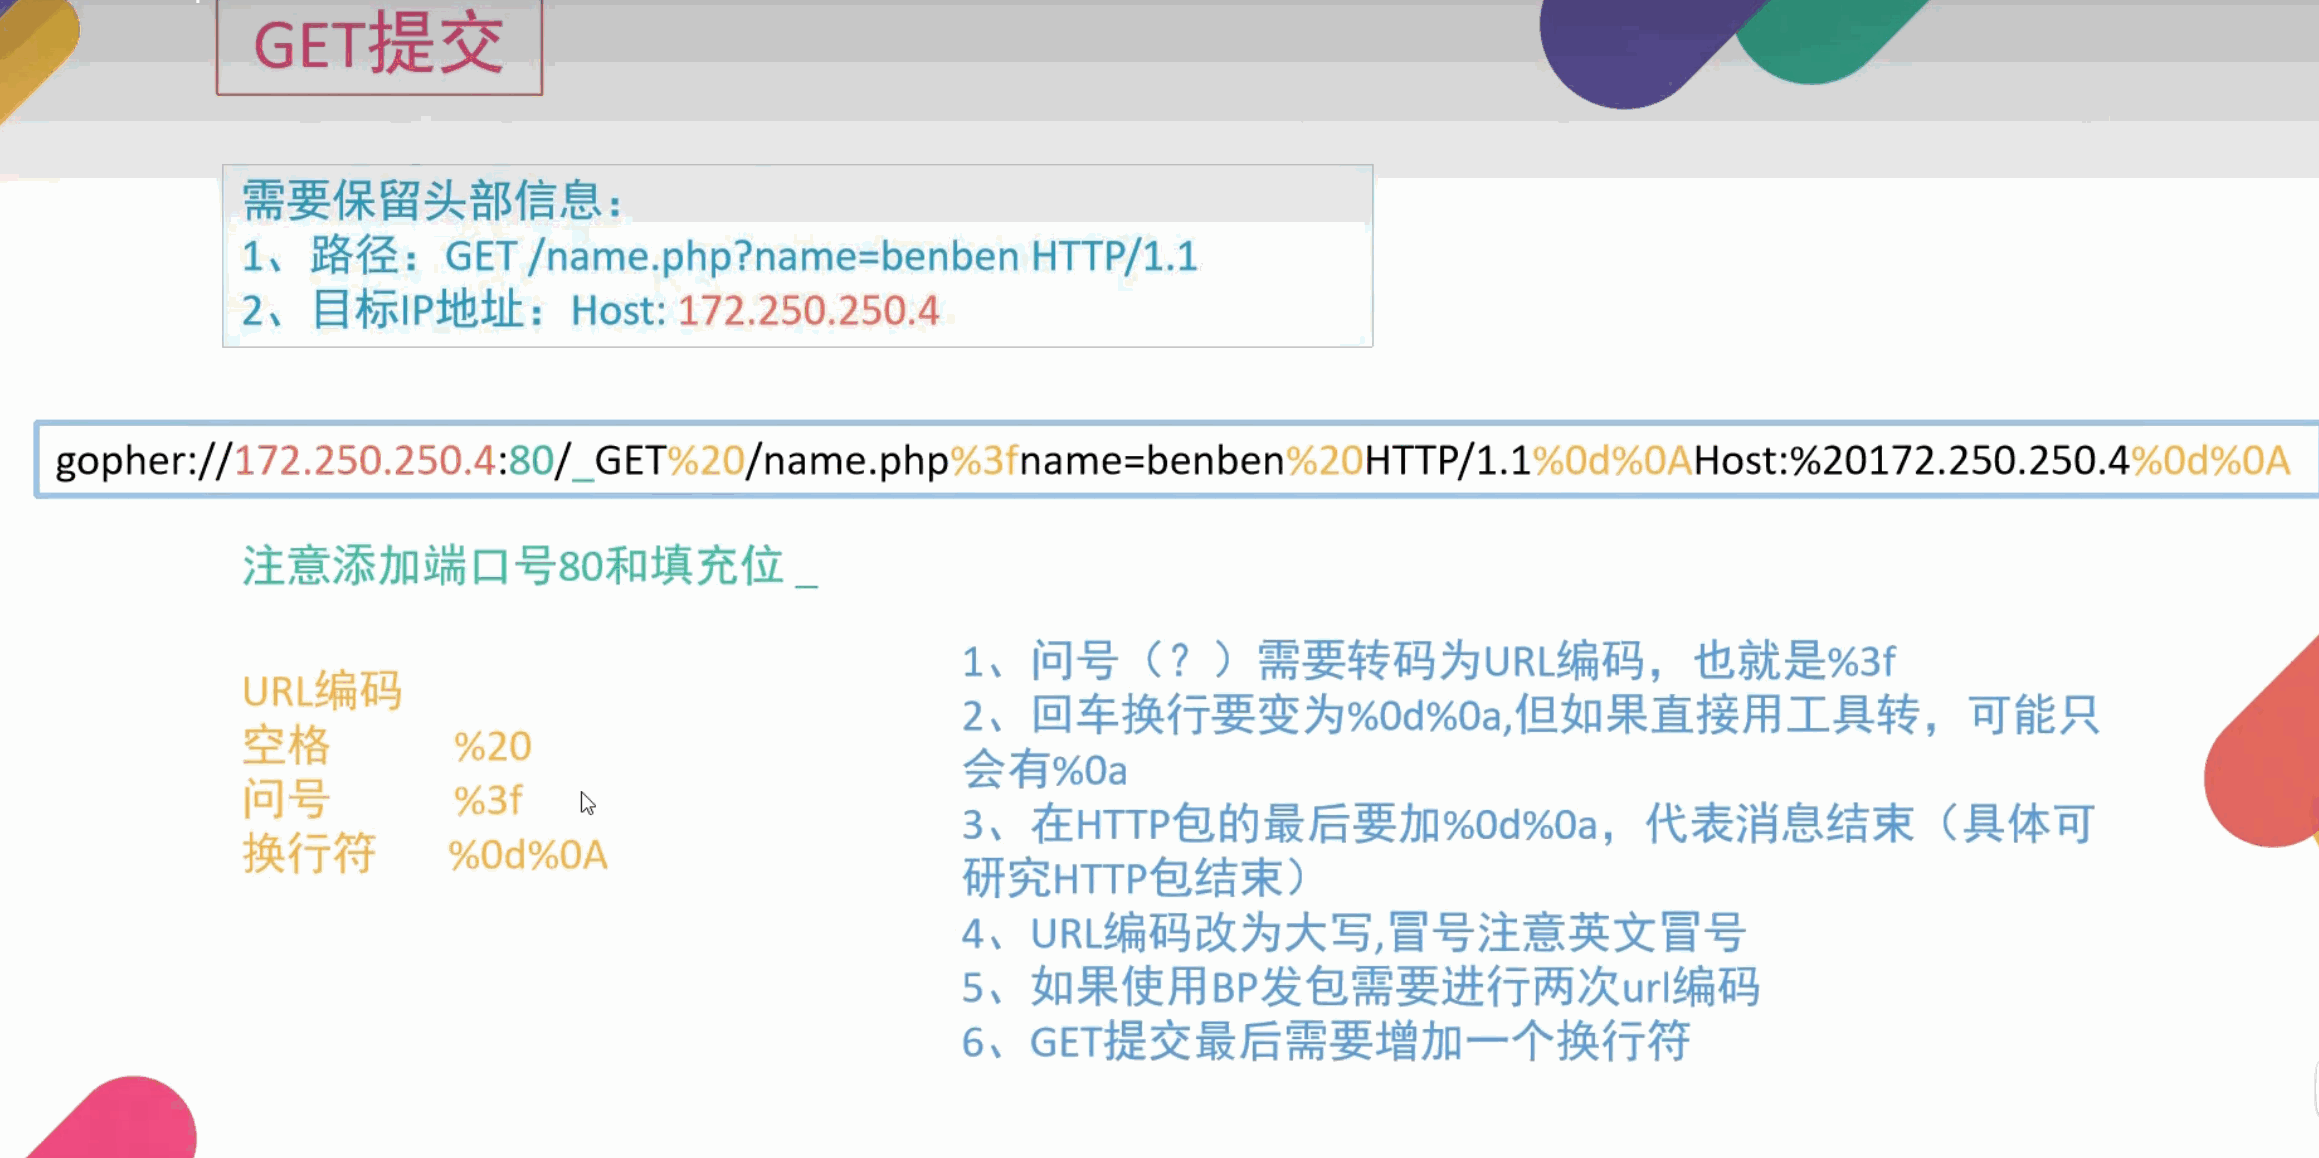 GET提交
需要保留头部信息：
1、路径：GET /name.php?name=benben HTTP/1.1
2、目标IP地址：Host: 172.250.250.4
gopher://172.250.250.4:80/_GET%20/name.php%3fname=benben%20HTTP/1.1%0d%0AHost:%20172.250.250.4%0d%0A
注意添加端口号80和填充位 _
URL编码
空格 %20
问号 %3f
换行符 %0d%0A
1、问号（？）需要转码为URL编码，也就是%3f
2、回车换行要变为%0d%0a,但如果直接用工具转，可能只
会有%0a
3、在HTTP包的最后要加%0d%0a，代表消息结束（具体可
研究HTTP包结束）
4、URL编码改为大写,冒号注意英文冒号
5、如果使用BP发包需要进行两次url编码
6、GET提交最后需要增加一个换行符